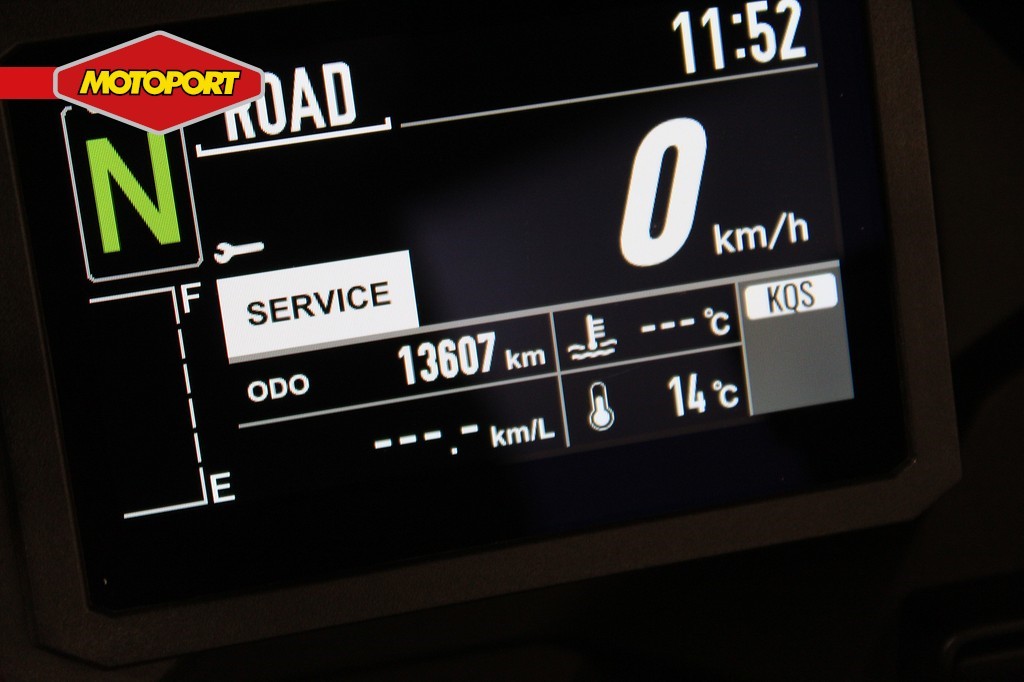 MOTOPORT
11:52
ROAD
N
0 km/h
SERVICE
F
KQS
ODO 13607 km
---°C
14°C
---.- km/L
E